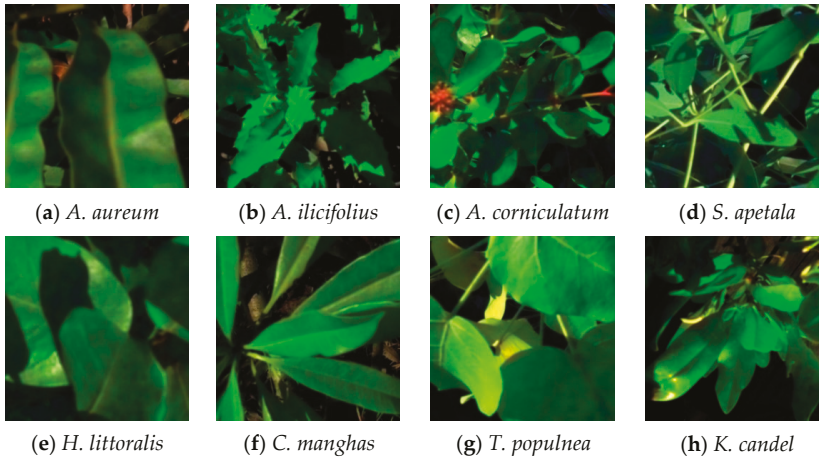 (a) A. aureum
(b) A. ilicifolius
(c) A. corniculatum
(d) S. apetala
(e) H. littoralis
(f) C. manghas
(g) T. populnea
(h) K. candel